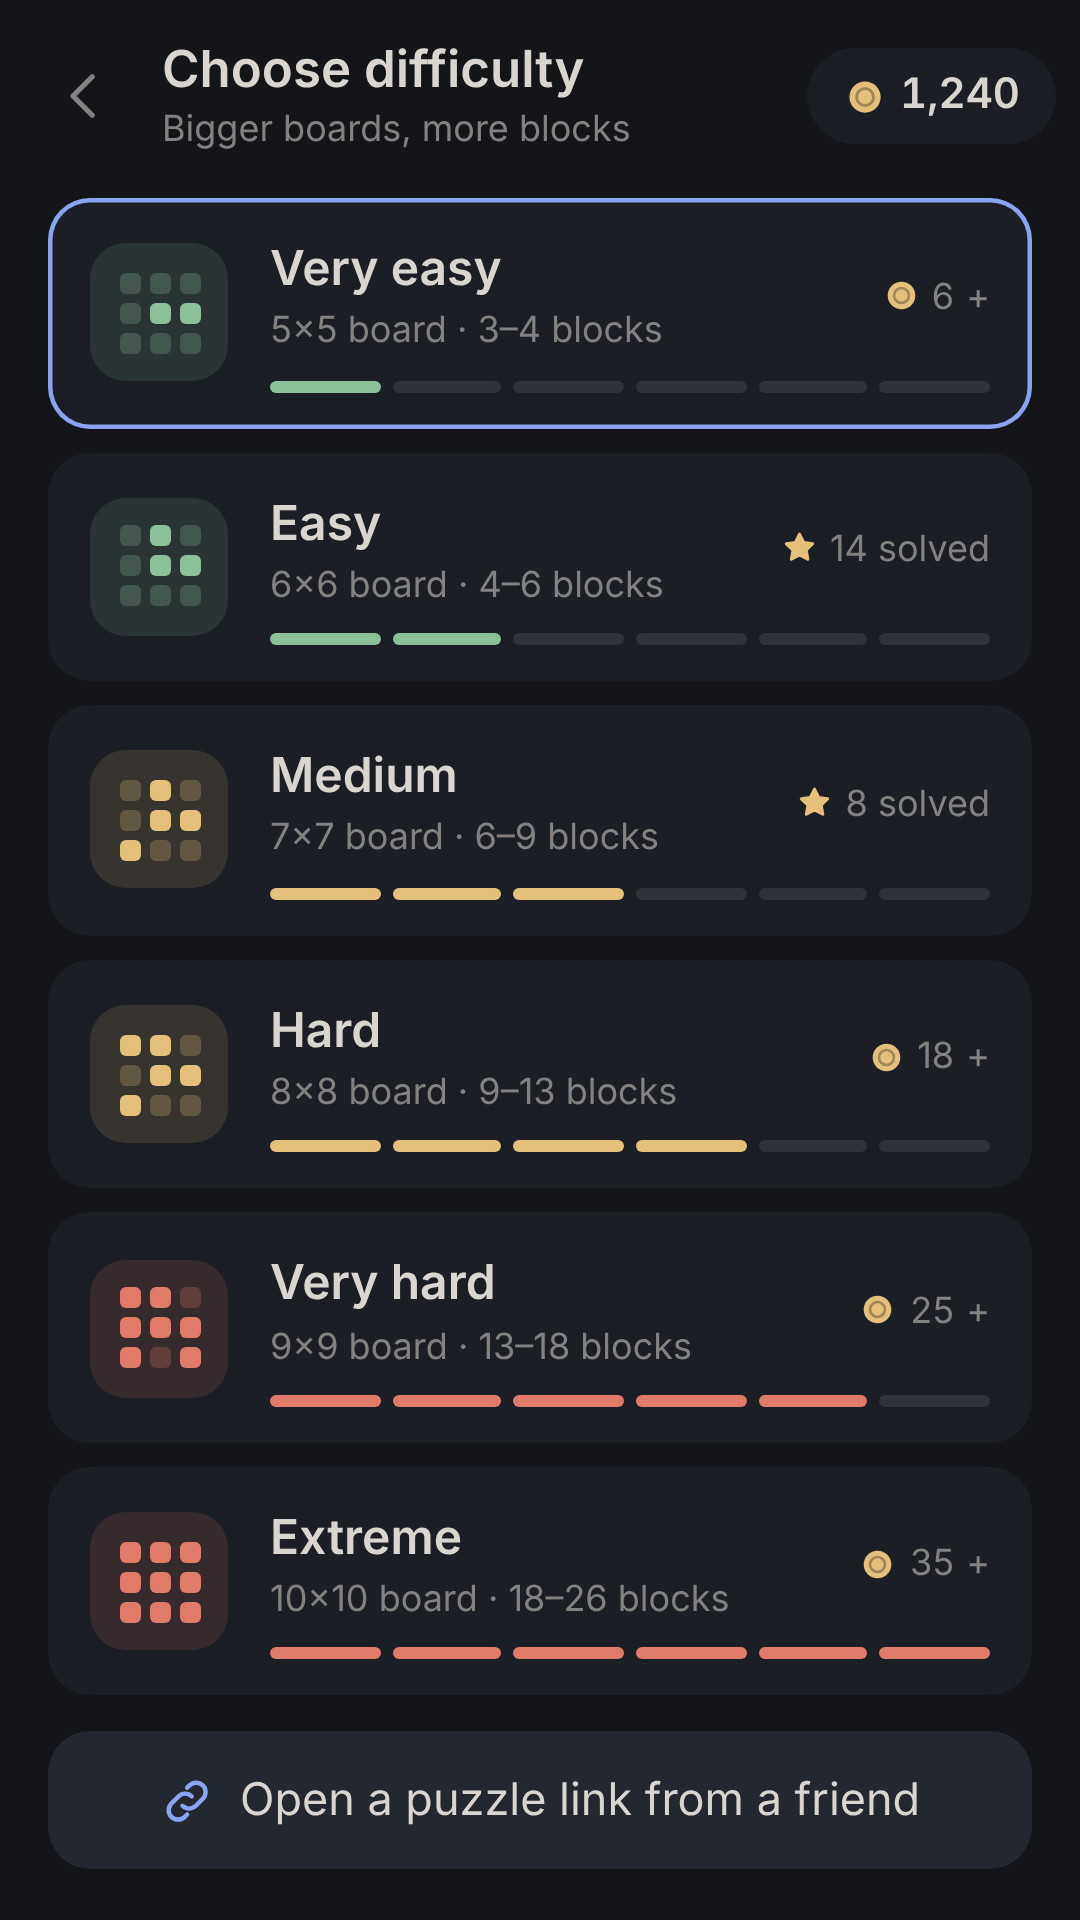 Choose difficulty
Bigger boards, more blocks
1,240
Very easy
5×5 board · 3–4 blocks
6 +
Easy
6×6 board · 4–6 blocks
14 solved
Medium
7×7 board · 6–9 blocks
8 solved
Hard
8×8 board · 9–13 blocks
18 +
Very hard
9×9 board · 13–18 blocks
25 +
Extreme
10×10 board · 18–26 blocks
35 +
Open a puzzle link from a friend